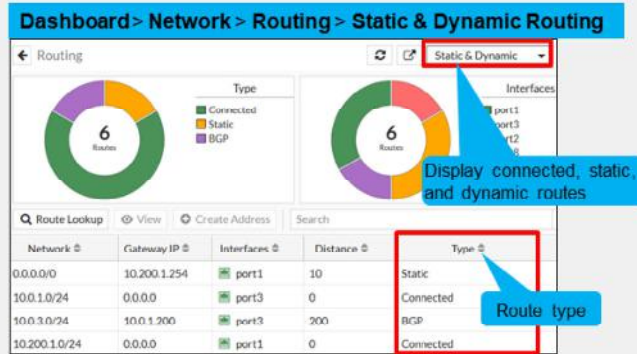 Dashboard> Network> Routing> Static & Dynamic Routing
Routing
Static & Dynamic
Type
Connected
Static
BGP
6
Routes
Interfaces
port1
port3
port2
6
Routes
Display connected, static,
and dynamic routes
Route Lookup View Create Address Search
Network Gateway IP Interfaces Distance Type
0.0.0.0/0 10.200.1.254 port1 10 Static
10.0.1.0/24 0.0.0.0 port3 0 Connected
10.0.3.0/24 10.0.1.200 port3 200 BGP
10.200.1.0/24 0.0.0.0 port1 0 Connected
Route type